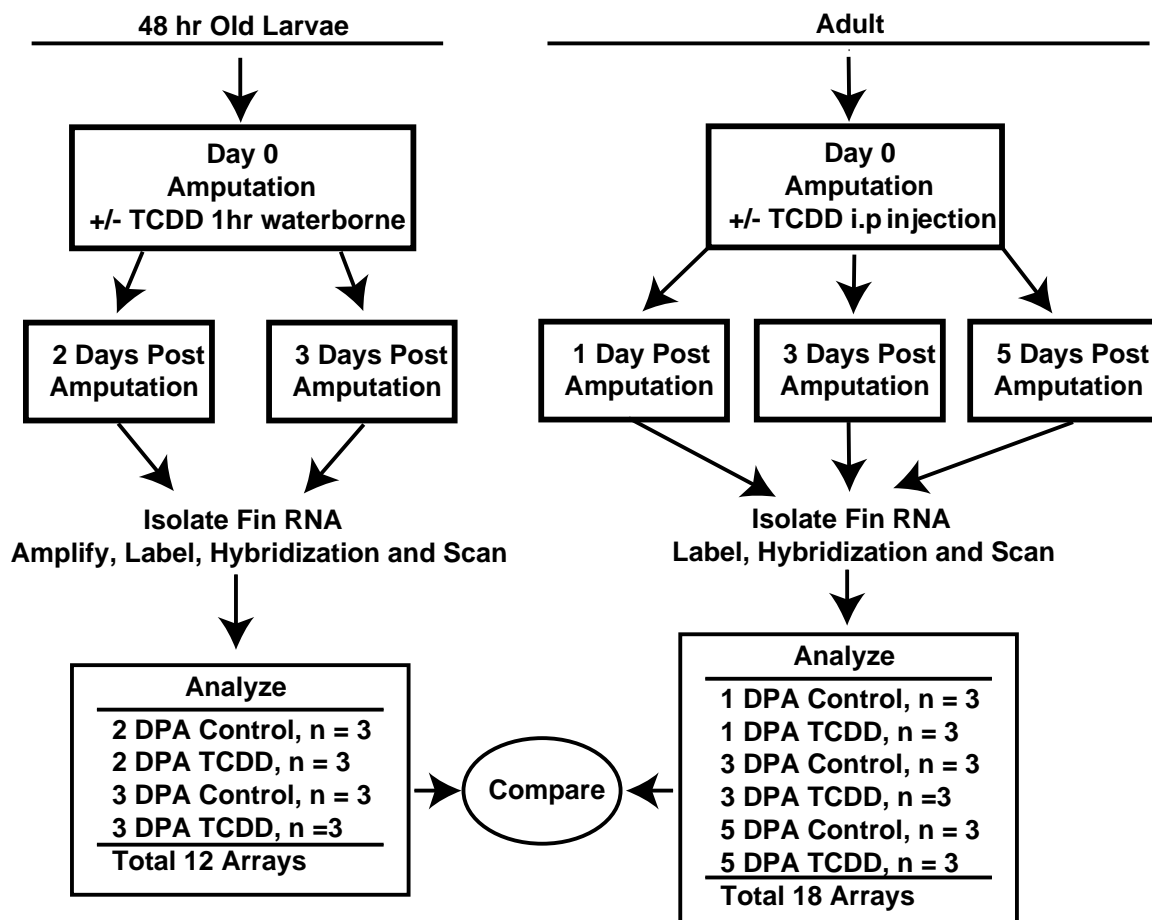 48 hr Old Larvae
Day 0
Amputation
+/- TCDD 1hr waterborne
2 Days Post
Amputation
3 Days Post
Amputation
Isolate Fin RNA
Amplify, Label, Hybridization and Scan
Analyze
2 DPA Control, n = 3
2 DPA TCDD, n = 3
3 DPA Control, n = 3
3 DPA TCDD, n =3
Total 12 Arrays
Compare
Adult
Day 0
Amputation
+/- TCDD i.p injection
1 Day Post
Amputation
3 Days Post
Amputation
5 Days Post
Amputation
Isolate Fin RNA
Label, Hybridization and Scan
Analyze
1 DPA Control, n = 3
1 DPA TCDD, n = 3
3 DPA Control, n = 3
3 DPA TCDD, n =3
5 DPA Control, n = 3
5 DPA TCDD, n = 3
Total 18 Arrays